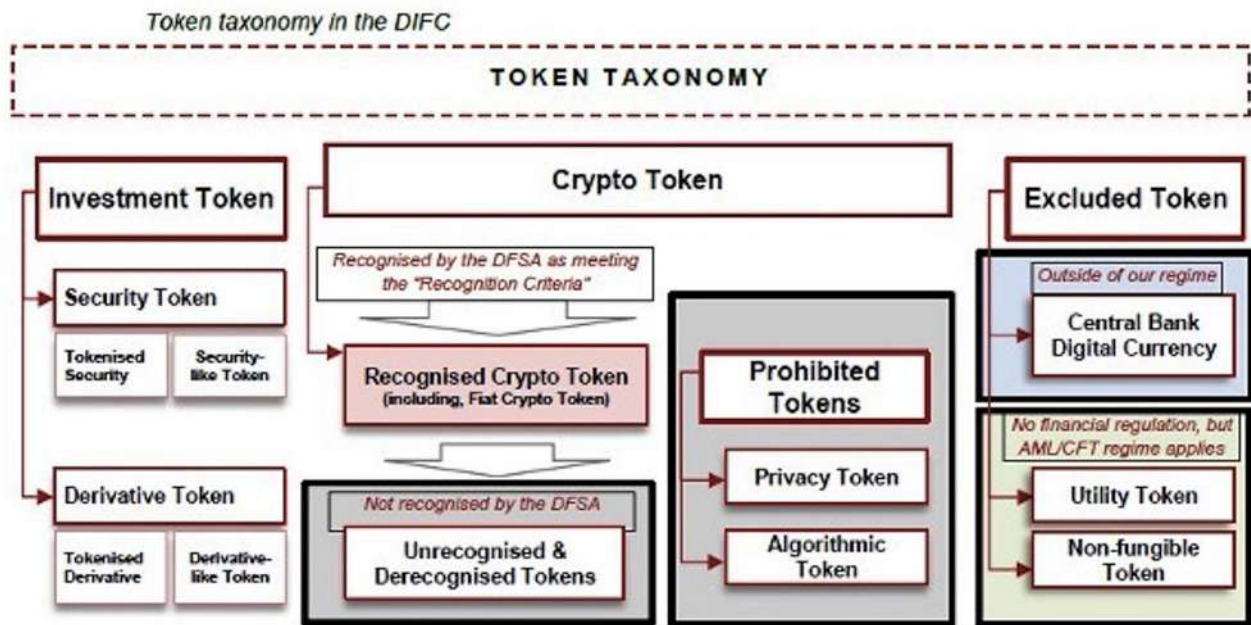 Token taxonomy in the DIFC
TOKEN TAXONOMY
Investment Token
Security Token
Tokenised
Security
Security-
like Token
Derivative Token
Tokenised
Derivative
Derivative-
like Token
Crypto Token
Recognised by the DFSA as meeting
the "Recognition Criteria"
Recognised Crypto Token
(including, Fiat Crypto Token)
Not recognised by the DFSA
Unrecognised &
Derecognised Tokens
Prohibited
Tokens
Privacy Token
Algorithmic
Token
Excluded Token
Outside of our regime
Central Bank
Digital Currency
No financial regulation, but
AML/CFT regime applies
Utility Token
Non-fungible
Token